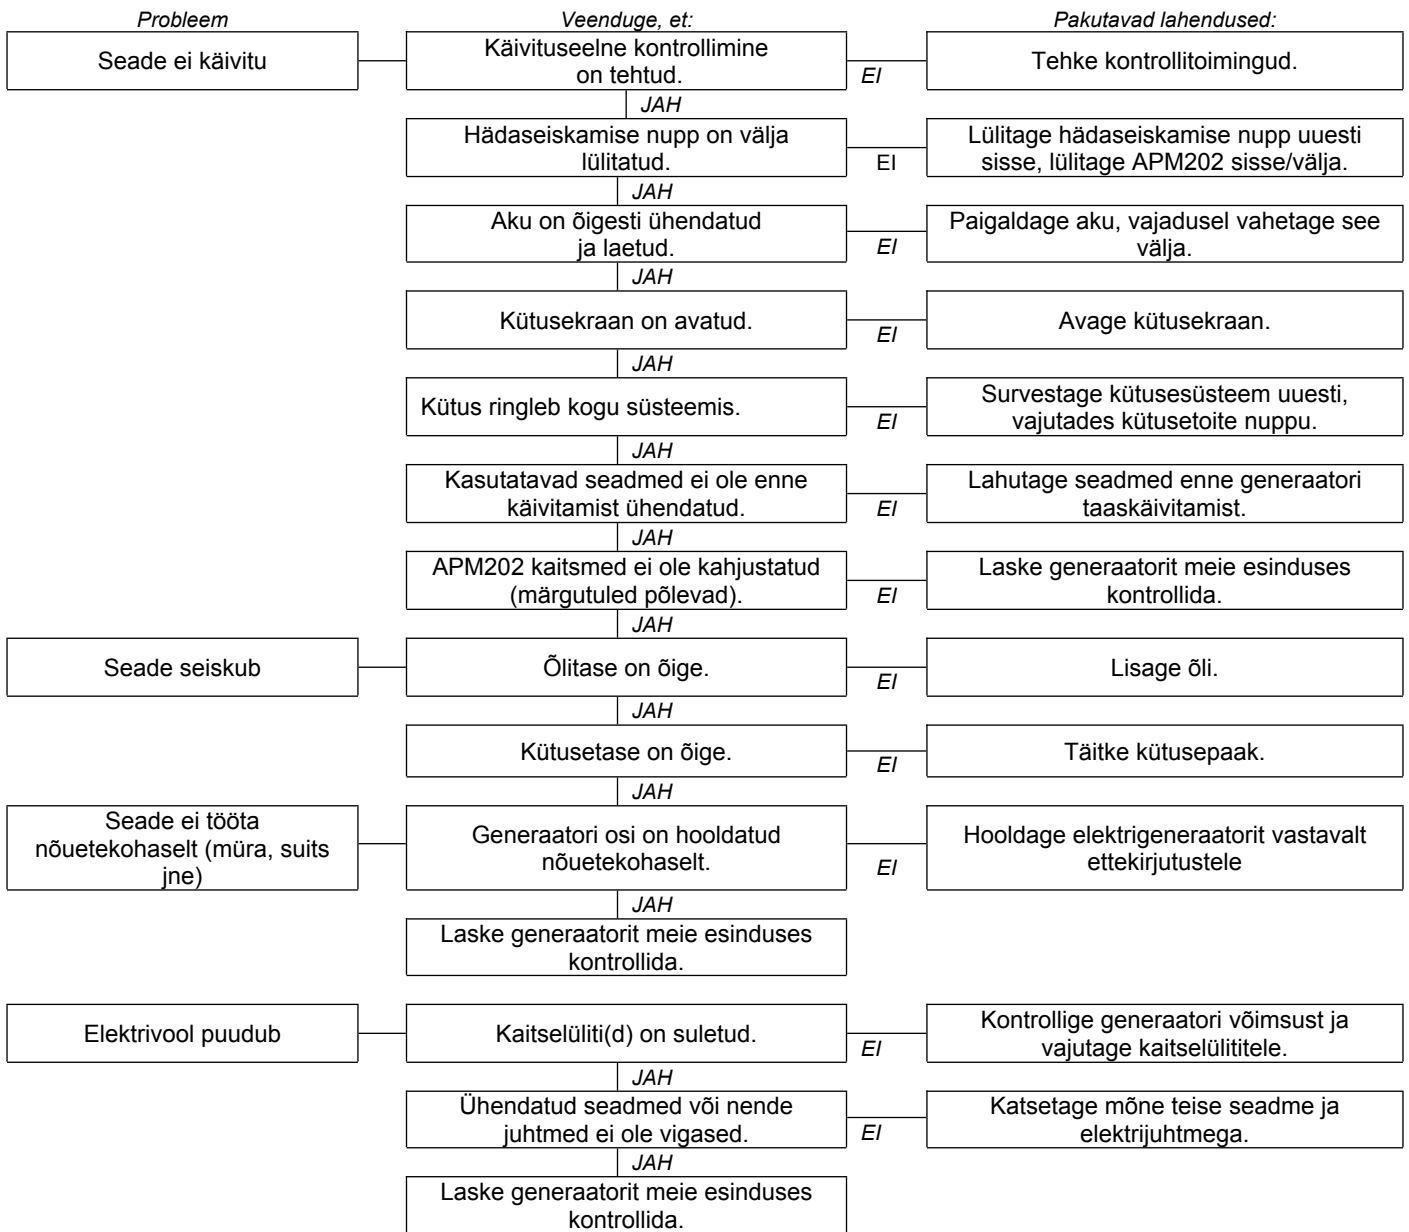 Probleem
Veenduge, et:
Pakutavad lahendused:
Seade ei käivitu
Käivituseelne kontrollimine
on tehtud.
EI
Tehke kontrollitoimingud.
JAH
Hädaseiskamise nupp on välja
lülitatud.
EI
Lülitage hädaseiskamise nupp uuesti
sisse, lülitage APM202 sisse/välja.
JAH
Aku on õigesti ühendatud
ja laetud.
EI
Paigaldage aku, vajadusel vahetage see
välja.
JAH
Kütusekraan on avatud.
EI
Avage kütusekraan.
JAH
Kütus ringleb kogu süsteemis.
EI
Survestage kütusesüsteem uuesti,
vajutades kütusetoite nuppu.
JAH
Kasutatavad seadmed ei ole enne
käivitamist ühendatud.
EI
Lahutage seadmed enne generaatori
taaskäivitamist.
JAH
APM202 kaitsmed ei ole kahjustatud
(märgutuled põlevad).
EI
Laske generaatorit meie esinduses
kontrollida.
JAH
Seade seiskub
Õlitase on õige.
EI
Lisage õli.
JAH
Kütusetase on õige.
EI
Täitke kütusepaak.
JAH
Seade ei tööta
nõuetekohaselt (müra, suits
jne)
Generaatori osi on hooldatud
nõuetekohaselt.
EI
Hooldage elektrigeneraatorit vastavalt
ettekirjutustele
JAH
Laske generaatorit meie esinduses
kontrollida.
Elektrivool puudub
Kaitselüliti(d) on suletud.
EI
Kontrollige generaatori võimsust ja
vajutage kaitselülititele.
JAH
Ühendatud seadmed või nende
juhtmed ei ole vigased.
EI
Katsetage mõne teise seadme ja
elektrijuhtmega.
JAH
Laske generaatorit meie esinduses
kontrollida.